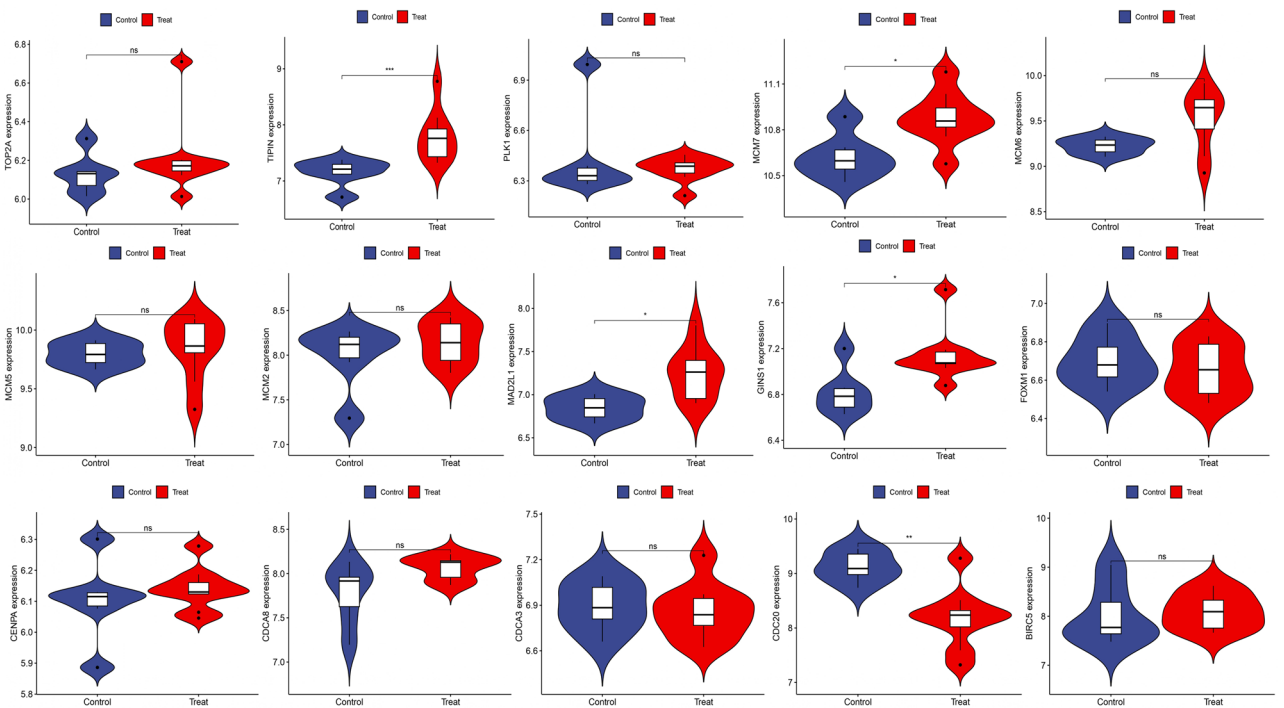 Control Treat
TOP2A expression
6.8
6.6
6.4
6.2
6.0
ns
Control Treat
Control Treat
TIPIN expression
9
8
7
***
Control Treat
Control Treat
PLK1 expression
6.9
6.6
6.3
ns
Control Treat
Control Treat
MCM7 expression
11.1
10.8
10.5
*
Control Treat
Control Treat
MCM6 expression
10.0
9.5
9.0
8.5
ns
Control Treat
Control Treat
MCM5 expression
10.0
9.5
9.0
ns
Control Treat
Control Treat
MCM2 expression
8.5
8.0
7.5
7.0
ns
Control Treat
Control Treat
MAD2L1 expression
8.0
7.5
7.0
6.5
*
Control Treat
Control Treat
GINS1 expression
7.6
7.2
6.8
6.4
*
Control Treat
Control Treat
FOXM1 expression
7.0
6.8
6.6
6.4
ns
Control Treat
Control Treat
CENPA expression
6.3
6.2
6.1
6.0
5.9
5.8
ns
Control Treat
Control Treat
CDCA8 expression
8.5
8.0
7.5
7.0
ns
Control Treat
Control Treat
CDCA3 expression
7.5
7.2
6.9
6.6
ns
Control Treat
Control Treat
CDC20 expression
10
9
8
7
**
Control Treat
Control Treat
BIRC5 expression
10
9
8
7
ns
Control Treat